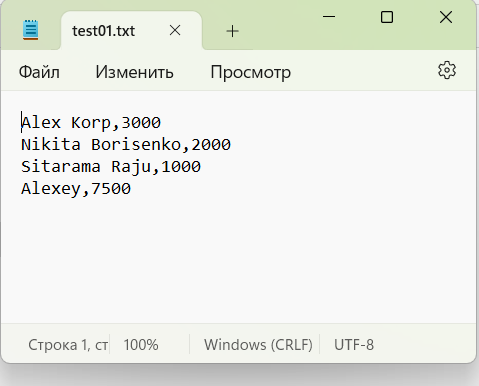 test01.txt
Файл Изменить Просмотр
Alex Korp,3000
Nikita Borisenko,2000
Sitarama Raju,1000
Alexey,7500
Строка 1, ст 100% Windows (CRLF) UTF-8